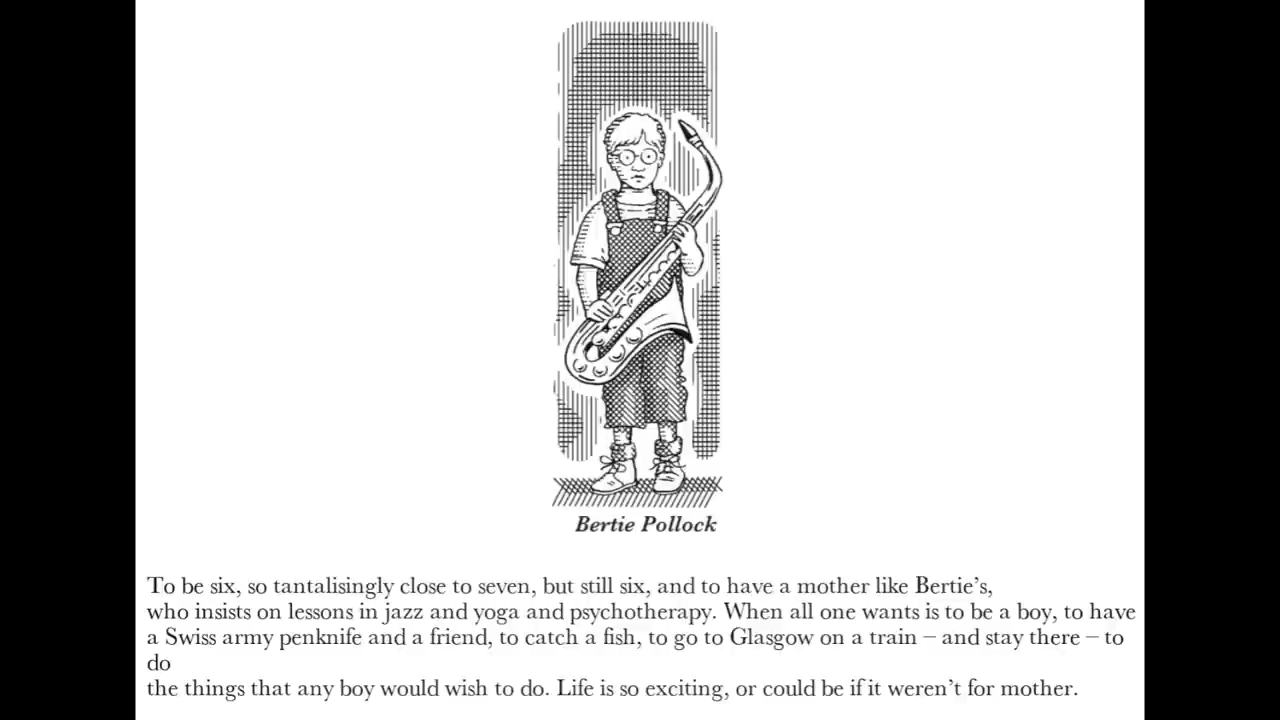 Bertie Pollock
To be six, so tantalisingly close to seven, but still six, and to have a mother like Bertie’s,
who insists on lessons in jazz and yoga and psychotherapy. When all one wants is to be a boy, to have
a Swiss army penknife and a friend, to catch a fish, to go to Glasgow on a train – and stay there – to
do
the things that any boy would wish to do. Life is so exciting, or could be if it weren’t for mother.